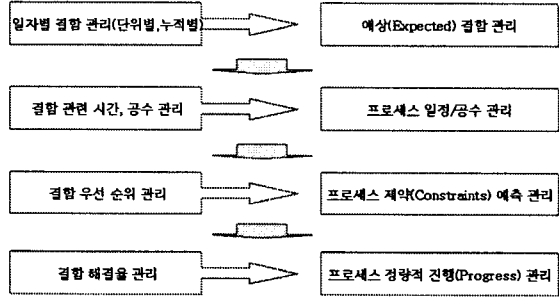 일자별 결함 관리(단위별,누적별)
예상(Expected) 결함 관리
결함 관련 시간, 공수 관리
프로세스 일정/공수 관리
결함 우선 순위 관리
프로세스 제약(Constraints) 예측 관리
결함 해결율 관리
프로세스 정량적 진행(Progress) 관리